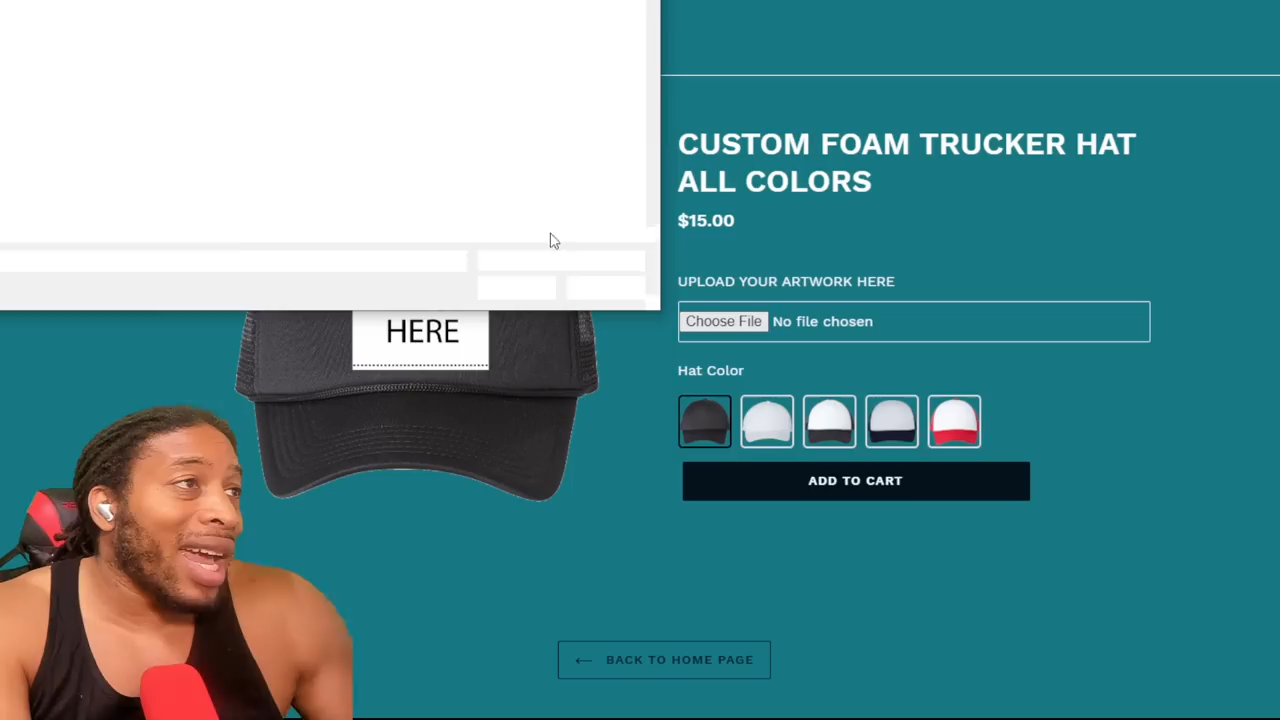 CUSTOM FOAM TRUCKER HAT
ALL COLORS
$15.00
UPLOAD YOUR ARTWORK HERE
Choose File No file chosen
HERE
Hat Color
ADD TO CART
← BACK TO HOME PAGE